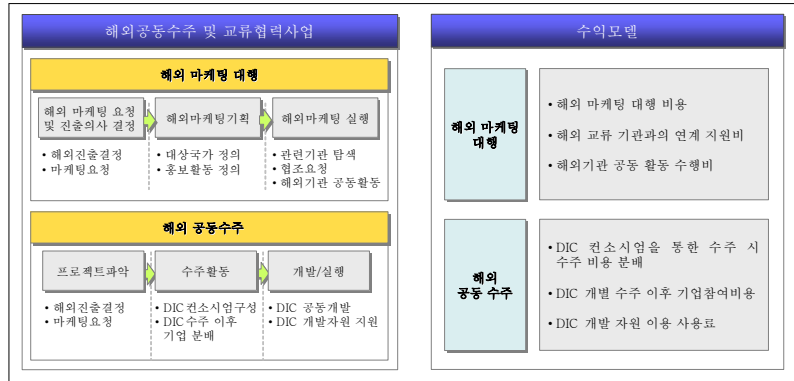 해외공동수주 및 교류협력사업
해외 마케팅 대행
해외 마케팅 요청
및 진출의사 결정
해외마케팅기획
해외마케팅 실행
• 해외진출결정
• 마케팅요청
• 대상국가 정의
• 홍보활동 정의
• 관련기관 탐색
• 협조요청
• 해외기관 공동활동
해외 공동수주
프로젝트파악
수주활동
개발/실행
• 해외진출결정
• 마케팅요청
• DIC컨소시엄구성
• DIC수주 이후
기업 분배
• DIC 공동개발
• DIC 개발자원 지원
수익모델
해외 마케팅
대행
• 해외 마케팅 대행 비용
• 해외 교류 기관과의 연계 지원비
• 해외기관 공동 활동 수행비
해외
공동 수주
• DIC 컨소시엄을 통한 수주 시
수주 비용 분배
• DIC 개별 수주 이후 기업참여비용
• DIC 개발 자원 이용 사용료